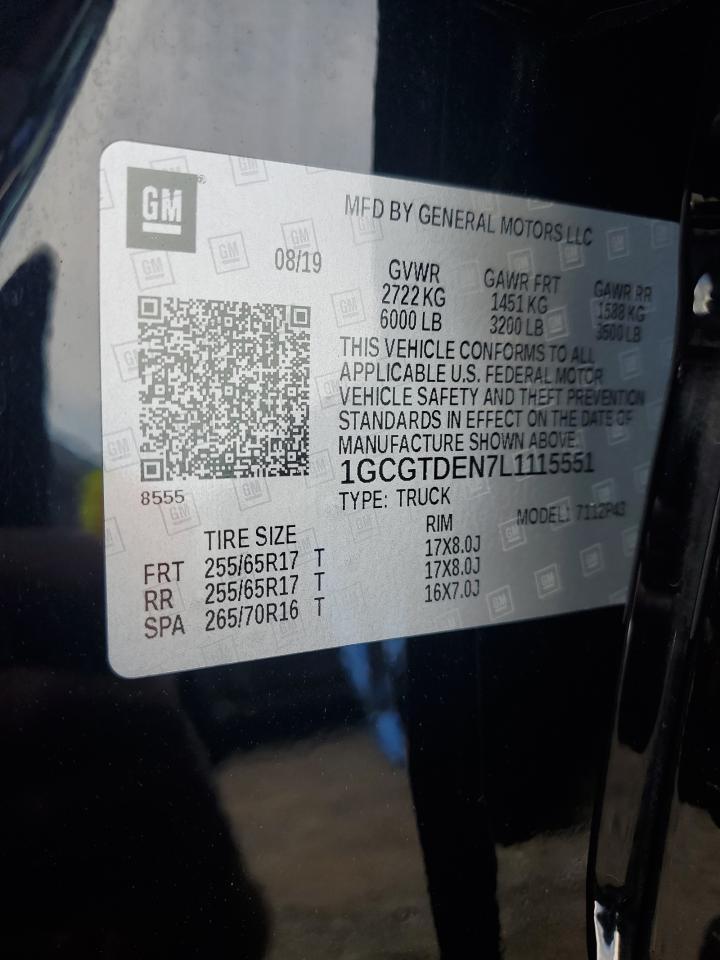 GM
MFD BY GENERAL MOTORS LLC
08/19
GVWR GAWR FRT GAWR RR
2722 KG 1451 KG 1588 KG
6000 LB 3200 LB 3500 LB
THIS VEHICLE CONFORMS TO ALL
APPLICABLE U.S. FEDERAL MOTOR
VEHICLE SAFETY AND THEFT PREVENTION
STANDARDS IN EFFECT ON THE DATE OF
MANUFACTURE SHOWN ABOVE.
1GCGTDEN7L1115551
8555
TYPE: TRUCK MODEL: 7112P43
TIRE SIZE RIM
FRT 255/65R17 T 17X8.0J
RR 255/65R17 T 17X8.0J
SPA 265/70R16 T 16X7.0J